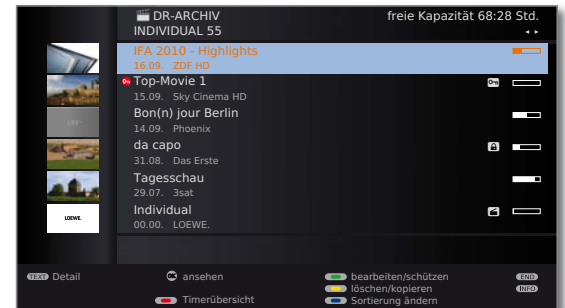 DR-ARCHIV freie Kapazität 68:28 Std.
INDIVIDUAL 55
IFA 2010 - Highlights
16.09. ZDF HD
Top-Movie 1
15.09. Sky Cinema HD
Bon(n) jour Berlin
14.09. Phoenix
da capo
31.08. Das Erste
Tagesschau
29.07. 3sat
Individual
LOEWE.
00.00. LOEWE.
TEXT Detail
OK ansehen
bearbeiten/schützen
END
löschen/kopieren
INFO
Timerübersicht
Sortierung ändern